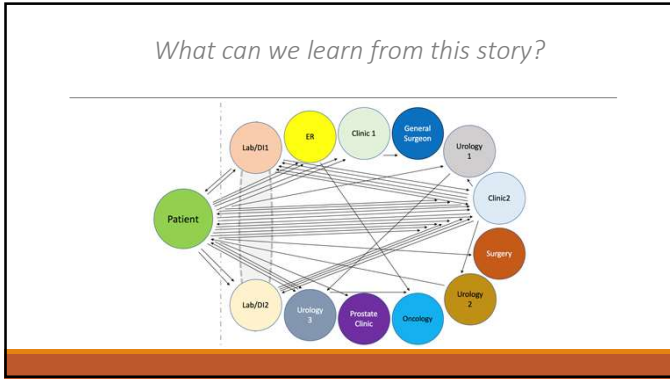 What can we learn from this story?
Lab/DI1
ER
Clinic 1
General
Surgeon
Urology
1
Clinic2
Patient
Surgery
Lab/DI2
Urology
3
Prostate
Clinic
Oncology
Urology
2